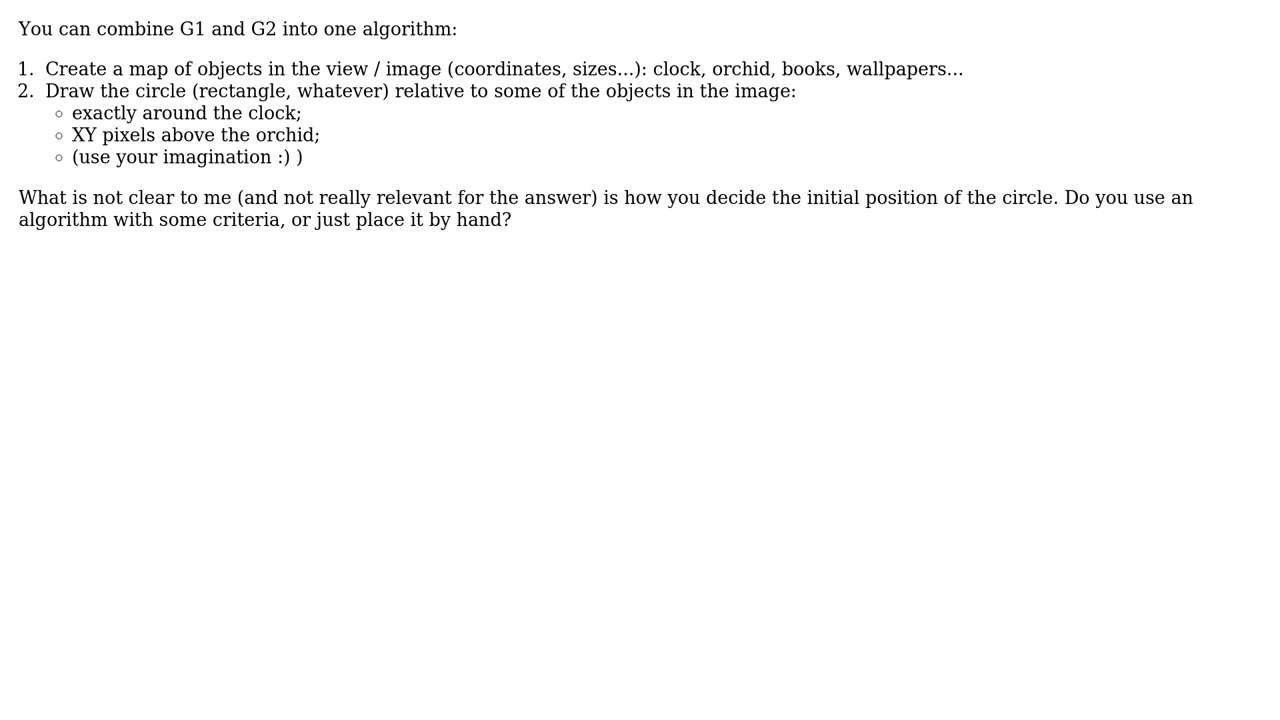 You can combine G1 and G2 into one algorithm:
1. Create a map of objects in the view / image (coordinates, sizes...): clock, orchid, books, wallpapers...
2. Draw the circle (rectangle, whatever) relative to some of the objects in the image:
◦ exactly around the clock;
◦ XY pixels above the orchid;
◦ (use your imagination :) )
What is not clear to me (and not really relevant for the answer) is how you decide the initial position of the circle. Do you use an
algorithm with some criteria, or just place it by hand?